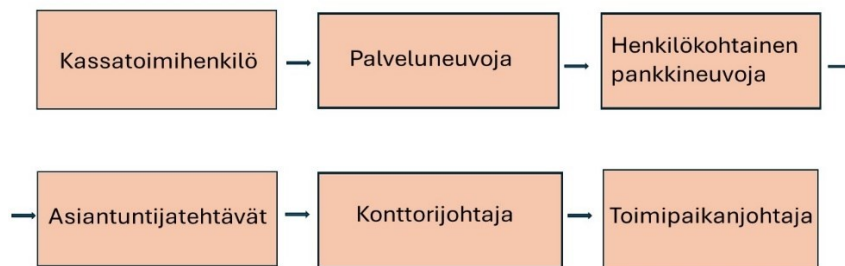 Kassatoimihenkilö
Palveluneuvoja
Henkilökohtainen
pankkineuvoja
Asiantuntijatehtävät
Konttorijohtaja
Toimipaikanjohtaja